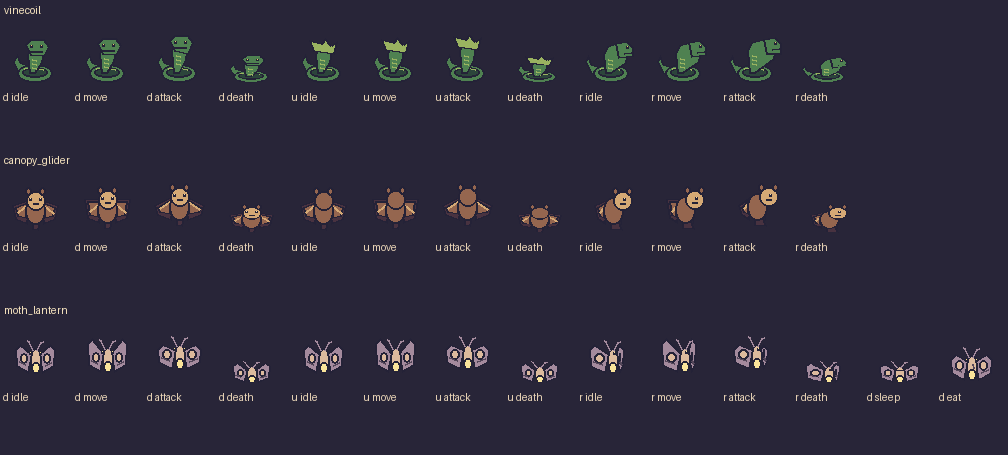 vinecoil
d idle d move d attack d death u idle u move u attack u death r idle r move r attack r death
canopy_glider
d idle d move d attack d death u idle u move u attack u death r idle r move r attack r death
moth_lantern
d idle d move d attack d death u idle u move u attack u death r idle r move r attack r death d sleep d eat